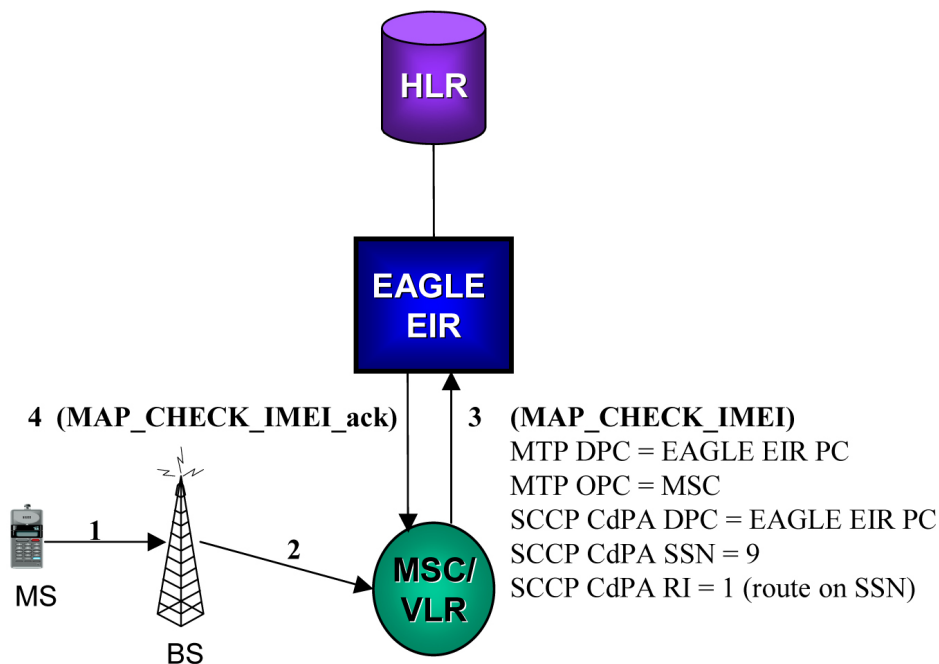 HLR
EAGLE
EIR
4 (MAP_CHECK_IMEI_ack)
3 (MAP_CHECK_IMEI)
MTP DPC = EAGLE EIR PC
MTP OPC = MSC
SCCP CdPA DPC = EAGLE EIR PC
SCCP CdPA SSN = 9
SCCP CdPA RI = 1 (route on SSN)
1
2
MS
BS
MSC/
VLR